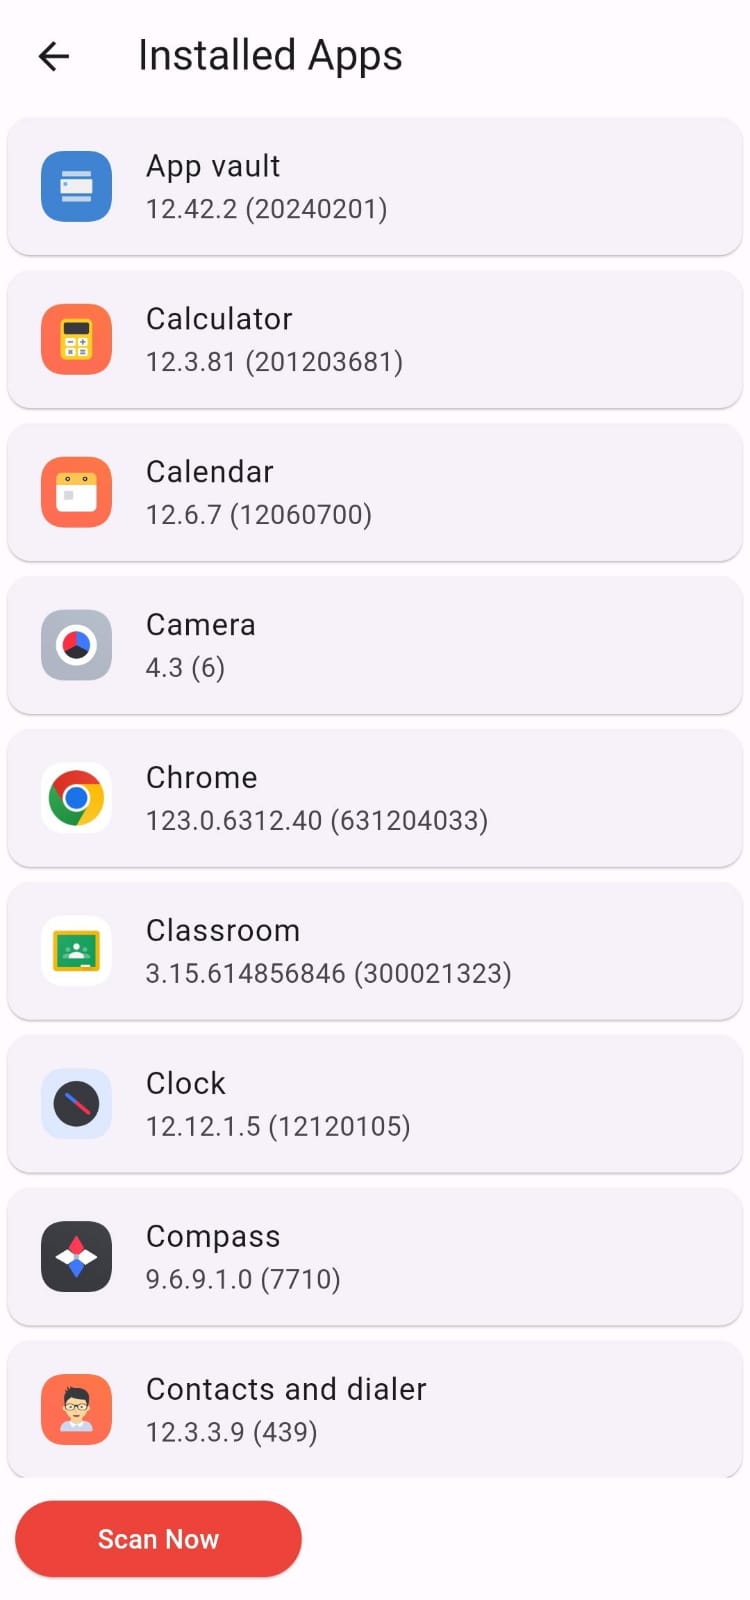 Installed Apps
App vault
12.42.2 (20240201)
Calculator
12.3.81 (201203681)
Calendar
12.6.7 (12060700)
Camera
4.3 (6)
Chrome
123.0.6312.40 (631204033)
Classroom
3.15.614856846 (300021323)
Clock
12.12.1.5 (12120105)
Compass
9.6.9.1.0 (7710)
Contacts and dialer
12.3.3.9 (439)
Scan Now